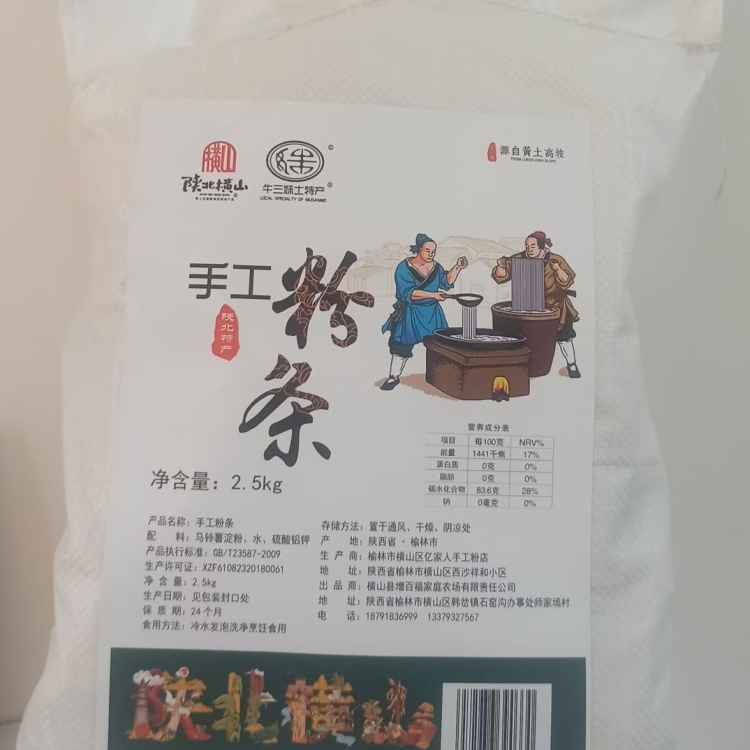 横山
陕北横山
牛三妹土特产®
LOCAL SPECIALTY OF NIUSANMEI
源自黄土高坡
FROM LOESS HIGH SLOPE
手工粉条
陕北特产
净含量：2.5kg
营养成分表
项目 每100克 NRV%
能量 1441千焦 17%
蛋白质 0克 0%
脂肪 0克 0%
碳水化合物 83.6克 28%
钠 0毫克 0%
产品名称：手工粉条
配 料：马铃薯淀粉、水、硫酸铝钾
产品执行标准：GB/T23587-2009
生产许可证：XZF61082320180061
净 含 量：2.5kg
生产日期：见包装封口处
保 质 期：24个月
食用方法：冷水发泡洗净烹饪食用
存储方法：置于通风、干燥、阴凉处
产 地：陕西省·榆林市
生 产 商：榆林市横山区亿家人手工粉店
地 址：陕西省榆林市横山区西沙祥和小区
出 品 商：横山县增百福家庭农场有限责任公司
地 址：陕西省榆林市横山区韩岔镇石窑沟办事处师家墕村
电 话：18791836999 13379327567
陕北横山